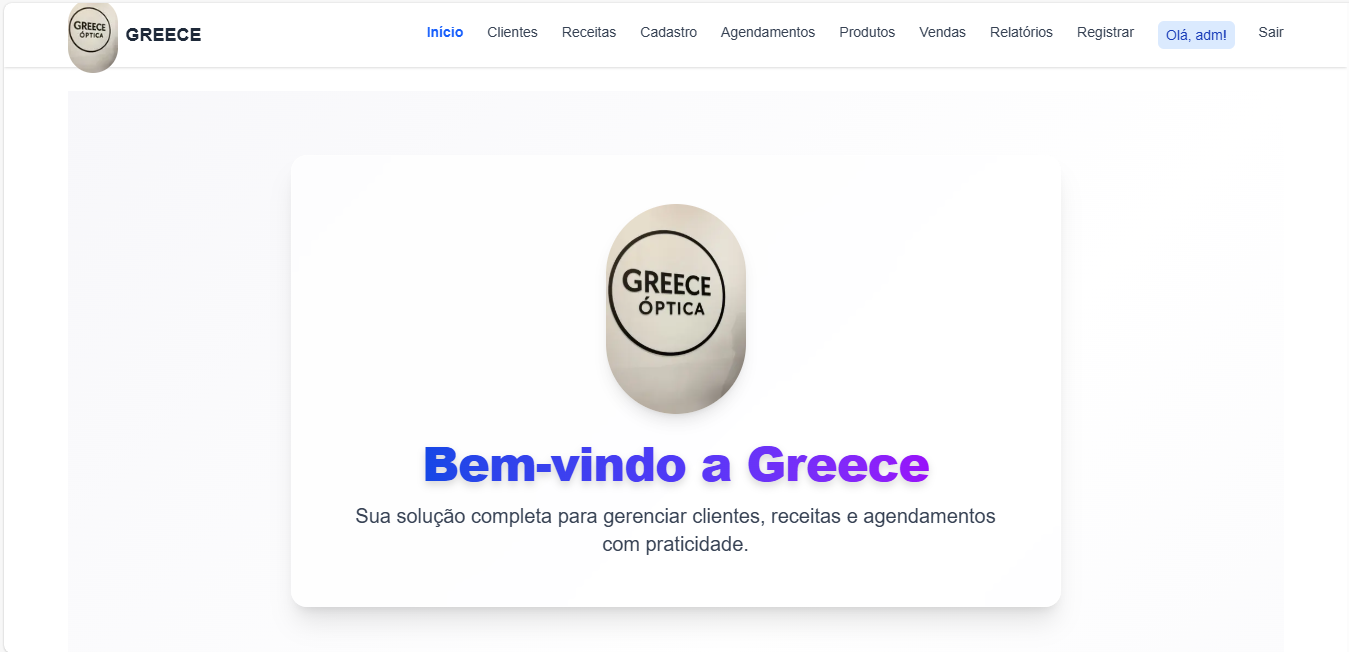 GREECE
ÓPTICA
GREECE
Início Clientes Receitas Cadastro Agendamentos Produtos Vendas Relatórios Registrar Olá, adm! Sair
GREECE
ÓPTICA
Bem-vindo a Greece
Sua solução completa para gerenciar clientes, receitas e agendamentos
com praticidade.